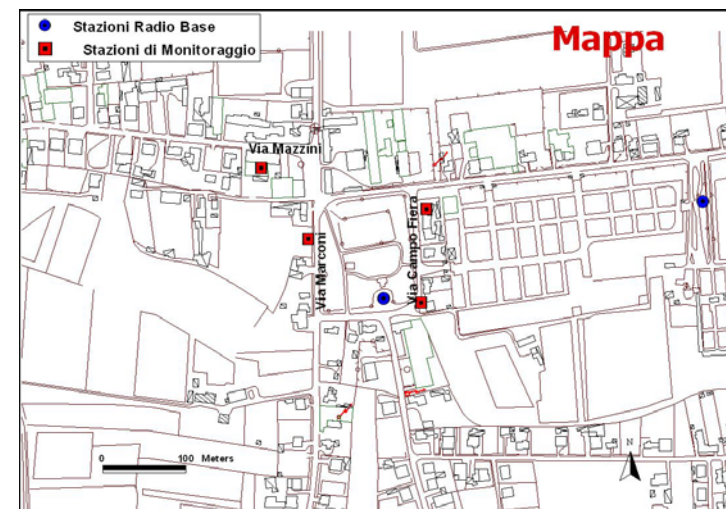 Stazioni Radio Base
Stazioni di Monitoraggio
Mappa
Via Mazzini
Via Marconi
Via Campo Fiera
0 100 Meters
N